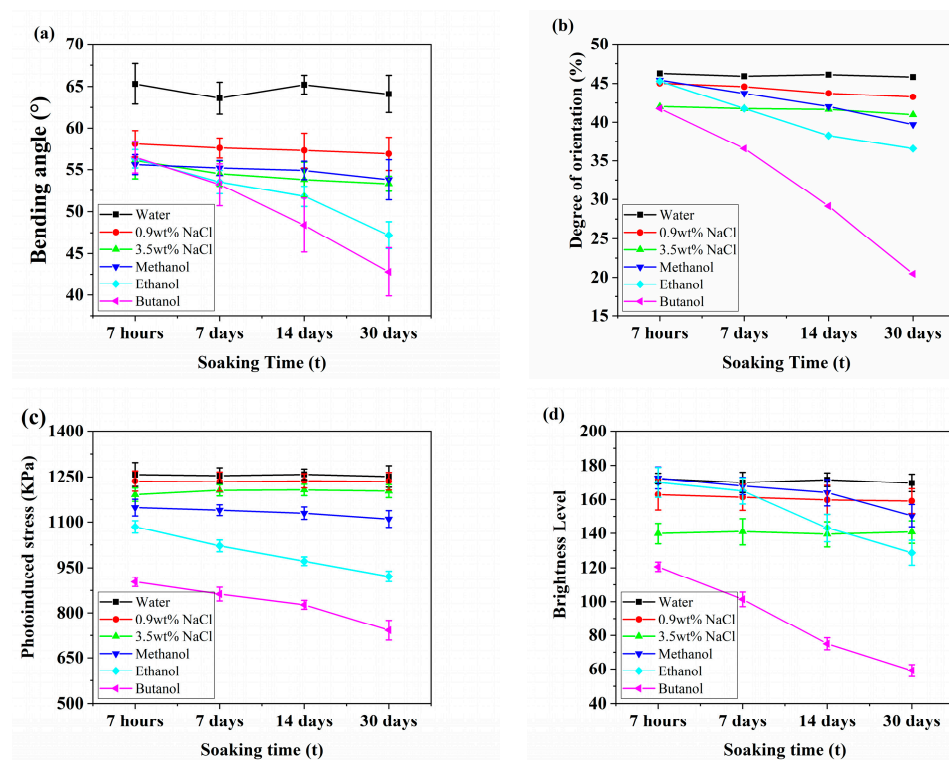 (a)
70
65
60
55
50
45
40
Bending angle (°)
Water
0.9wt% NaCl
3.5wt% NaCl
Methanol
Ethanol
Butanol
7 hours 7 days 14 days 30 days
Soaking Time (t)
(b)
50
45
40
35
30
25
20
15
Degree of orientation (%)
Water
0.9wt% NaCl
3.5wt% NaCl
Methanol
Ethanol
Butanol
7 hours 7 days 14 days 30 days
Soaking Time (t)
(c)
1400
1250
1100
950
800
650
500
Photoinduced stress (KPa)
Water
0.9wt% NaCl
3.5wt% NaCl
Methanol
Ethanol
Butanol
7 hours 7 days 14 days 30 days
Soaking time (t)
(d)
200
180
160
140
120
100
80
60
40
Brightness Level
Water
0.9wt% NaCl
3.5wt% NaCl
Methanol
Ethanol
Butanol
7 hours 7 days 14 days 30 days
Soaking time (t)